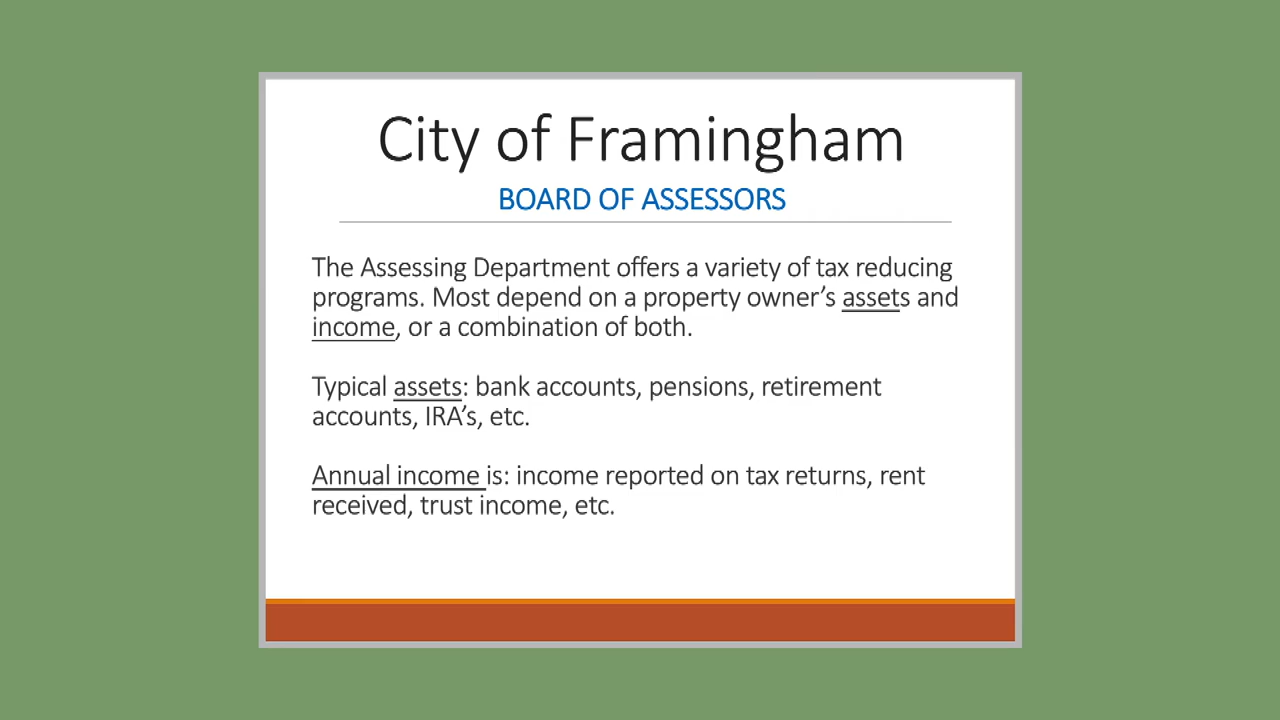 City of Framingham
BOARD OF ASSESSORS
The Assessing Department offers a variety of tax reducing
programs. Most depend on a property owner’s assets and
income, or a combination of both.
Typical assets: bank accounts, pensions, retirement
accounts, IRA’s, etc.
Annual income is: income reported on tax returns, rent
received, trust income, etc.